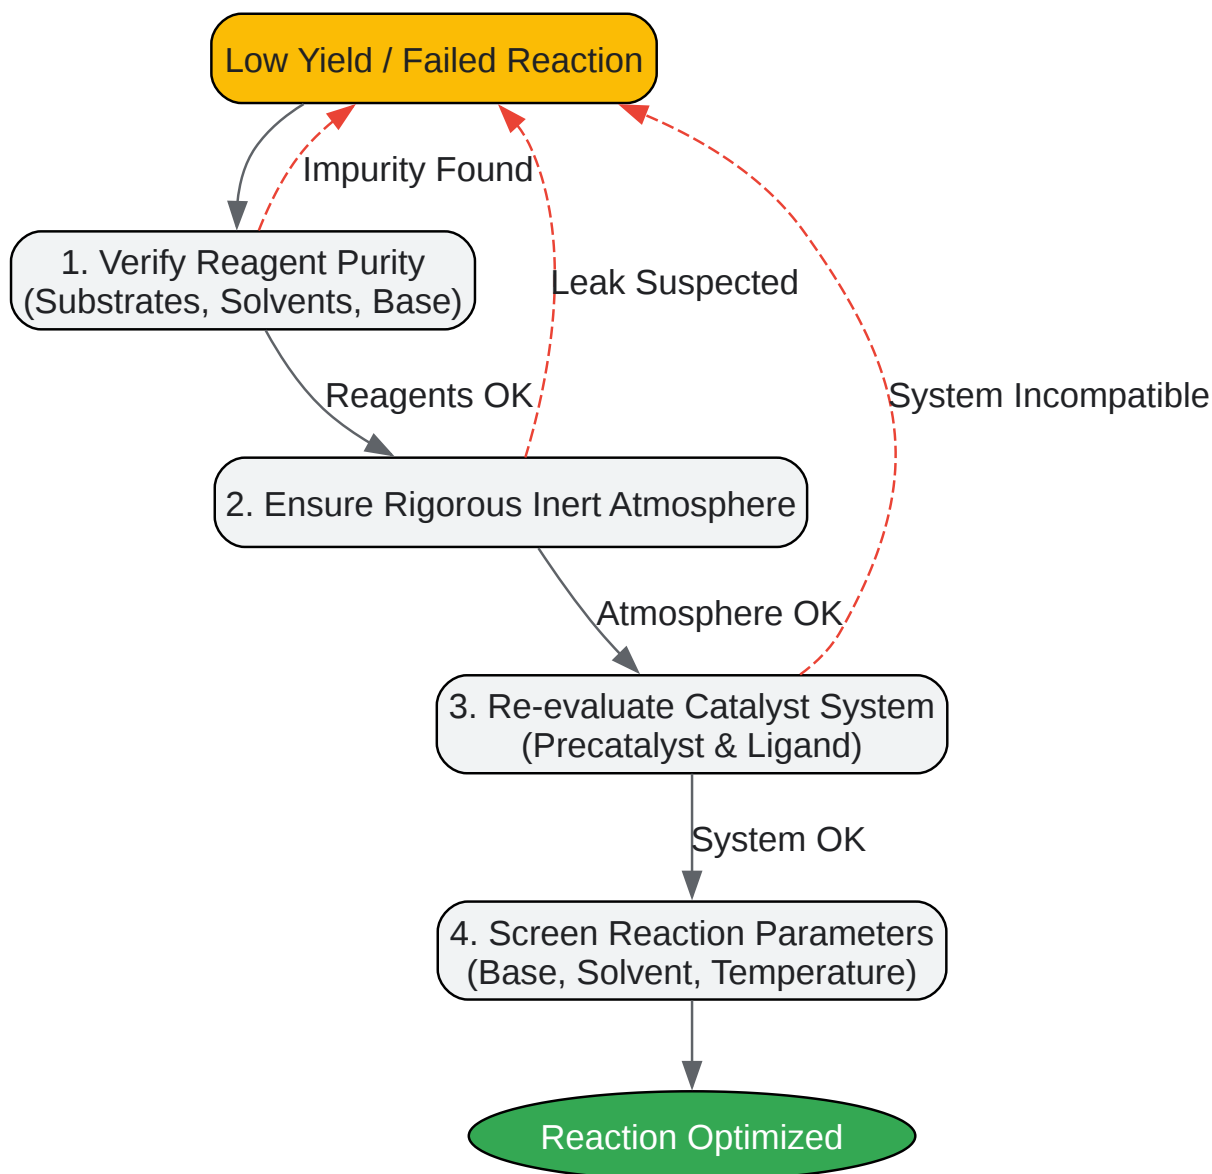 Low Yield / Failed Reaction
Impurity Found
1. Verify Reagent Purity
(Substrates, Solvents, Base)
Leak Suspected
Reagents OK
System Incompatible
2. Ensure Rigorous Inert Atmosphere
Atmosphere OK
3. Re-evaluate Catalyst System
(Precatalyst & Ligand)
System OK
4. Screen Reaction Parameters
(Base, Solvent, Temperature)
Reaction Optimized